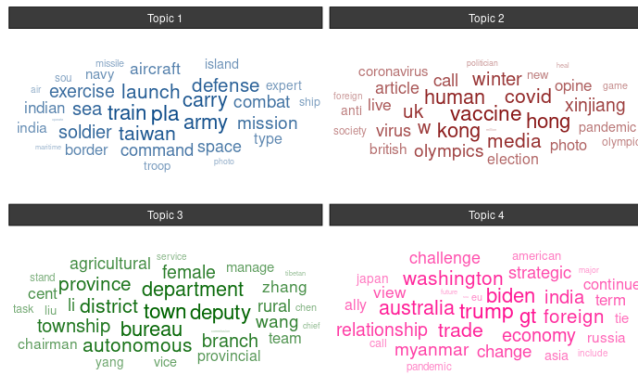 Topic 1
missile island
aircraft
sou navy
air exercise launch defense expert
carry combat ship
indian sea train pla
army mission
india soldier taiwan type
maritime border command space
troop photo
Topic 2
politician heal
coronavirus call winter new
article opine game
foreign human covid
live vaccine xinjiang
anti uk
virus w kong hong pandemic
society media olympic
british olympics photo
election
Topic 3
service
agricultural female manage tibetan
stand province department zhang
cent
li district town deputy rural chen
task liu wang chief
township bureau
chairman autonomous branch team
provincial
yang vice
Topic 4
challenge american
japan washington strategic major
view future biden continue
eu india term
ally australia trump gt foreign tie
relationship trade economy russia
call myanmar change asia include
pandemic